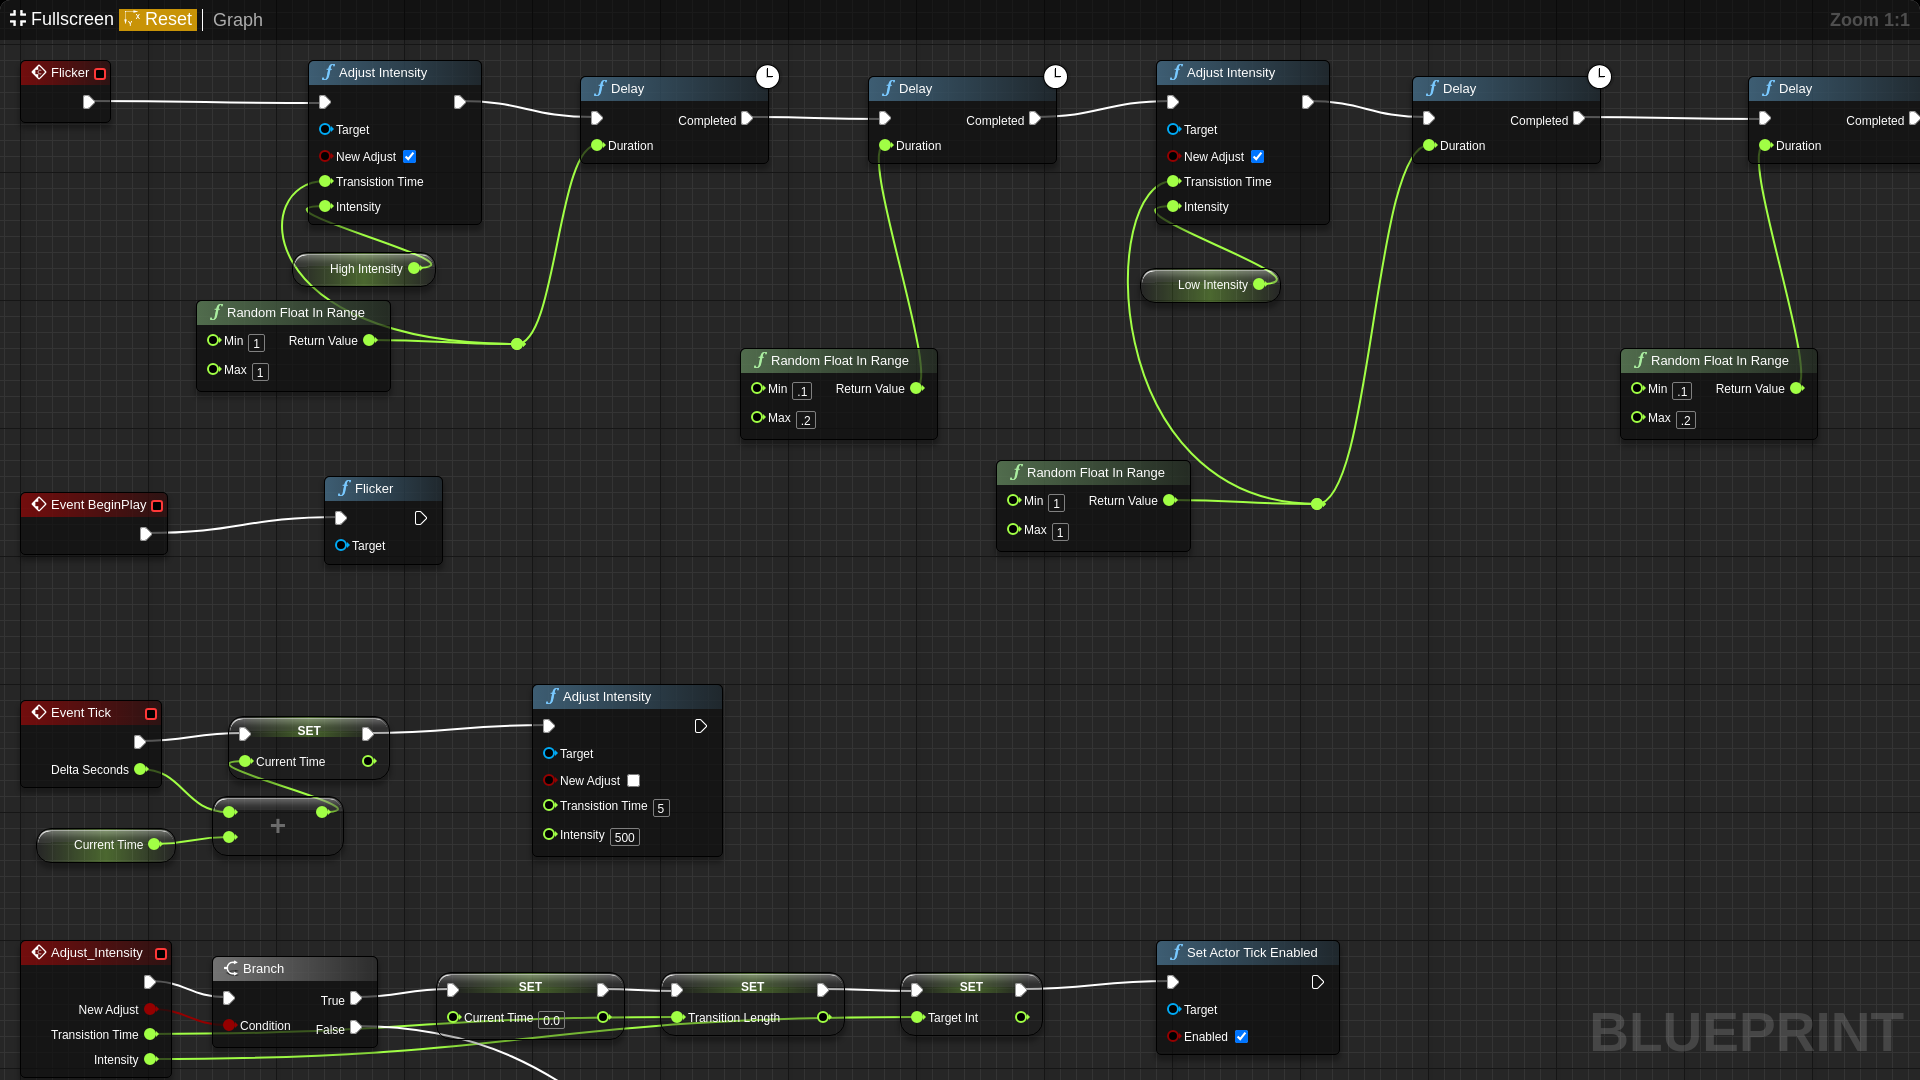 Fullscreen Reset Graph Zoom 1:1
Flicker
Adjust Intensity
Target
New Adjust
Transistion Time
Intensity
Delay
Completed
Duration
Delay
Completed
Duration
Adjust Intensity
Target
New Adjust
Transistion Time
Intensity
Delay
Completed
Duration
Delay
Completed
Duration
High Intensity
Low Intensity
Random Float In Range
Min 1 Return Value
Max 1
Random Float In Range
Min .1 Return Value
Max .2
Random Float In Range
Min .1 Return Value
Max .2
Random Float In Range
Min 1 Return Value
Max 1
Event BeginPlay
Flicker
Target
Event Tick
Delta Seconds
SET
Current Time
Current Time
+
Adjust Intensity
Target
New Adjust
Transistion Time 5
Intensity 500
Adjust_Intensity
New Adjust
Transistion Time
Intensity
Branch
True
Condition False
SET
Current Time 0.0
SET
Transition Length
SET
Target Int
Set Actor Tick Enabled
Target
Enabled
BLUEPRINT